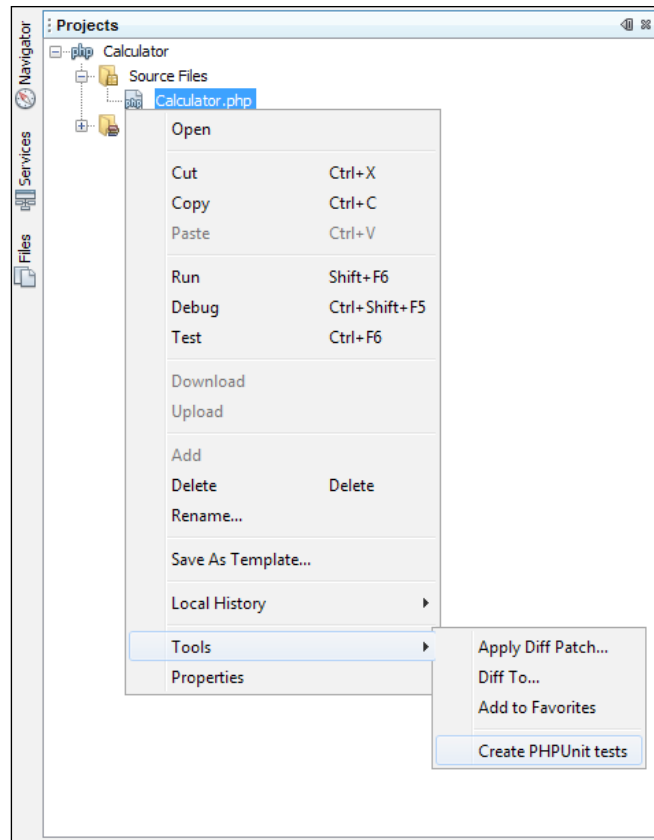 Projects
Navigator
Services
Files
php Calculator
Source Files
php Calculator.php
Open
Cut Ctrl+X
Copy Ctrl+C
Paste Ctrl+V
Run Shift+F6
Debug Ctrl+Shift+F5
Test Ctrl+F6
Download
Upload
Add
Delete Delete
Rename...
Save As Template...
Local History
Tools
Properties
Apply Diff Patch...
Diff To...
Add to Favorites
Create PHPUnit tests